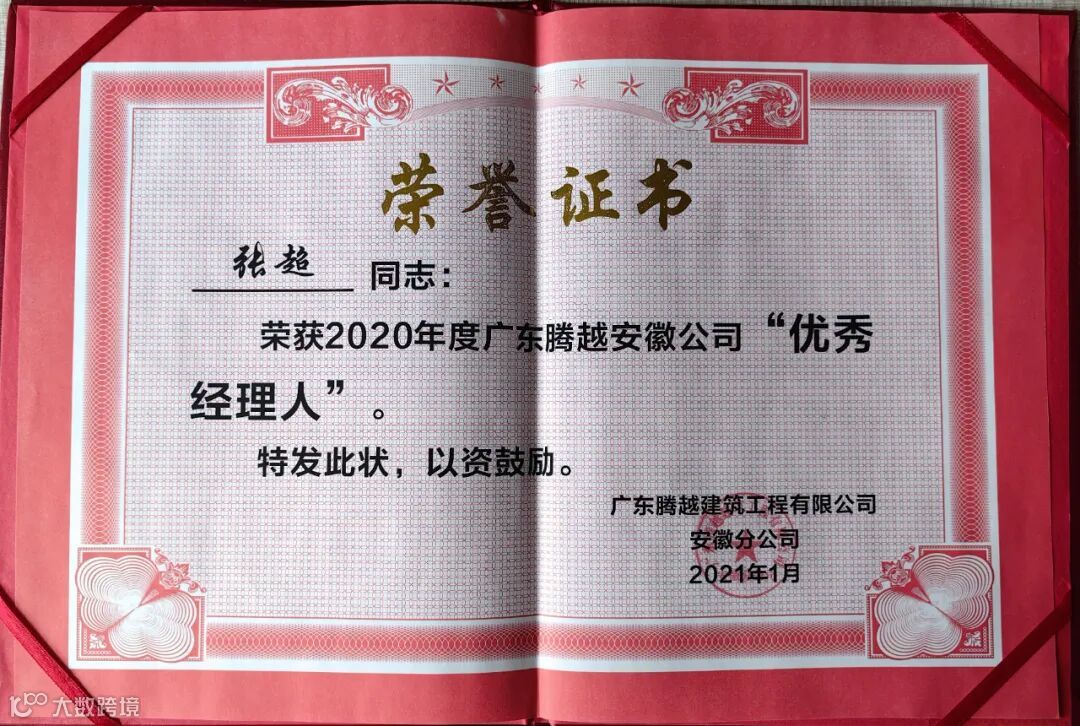 荣誉证书
张超 同志：
荣获2020年度广东腾越安徽公司“优秀
经理人”。
特发此状，以资鼓励。
广东腾越建筑工程有限公司
安徽分公司
2021年1月
大数跨境